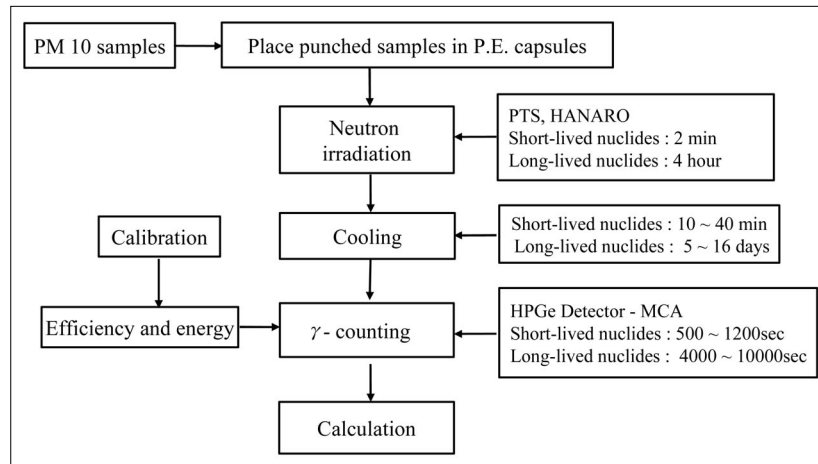 PM 10 samples
Place punched samples in P.E. capsules
Neutron
irradiation
PTS, HANARO
Short-lived nuclides : 2 min
Long-lived nuclides : 4 hour
Cooling
Short-lived nuclides : 10 ~ 40 min
Long-lived nuclides : 5 ~ 16 days
Calibration
Efficiency and energy
γ - counting
HPGe Detector - MCA
Short-lived nuclides : 500 ~ 1200sec
Long-lived nuclides : 4000 ~ 10000sec
Calculation